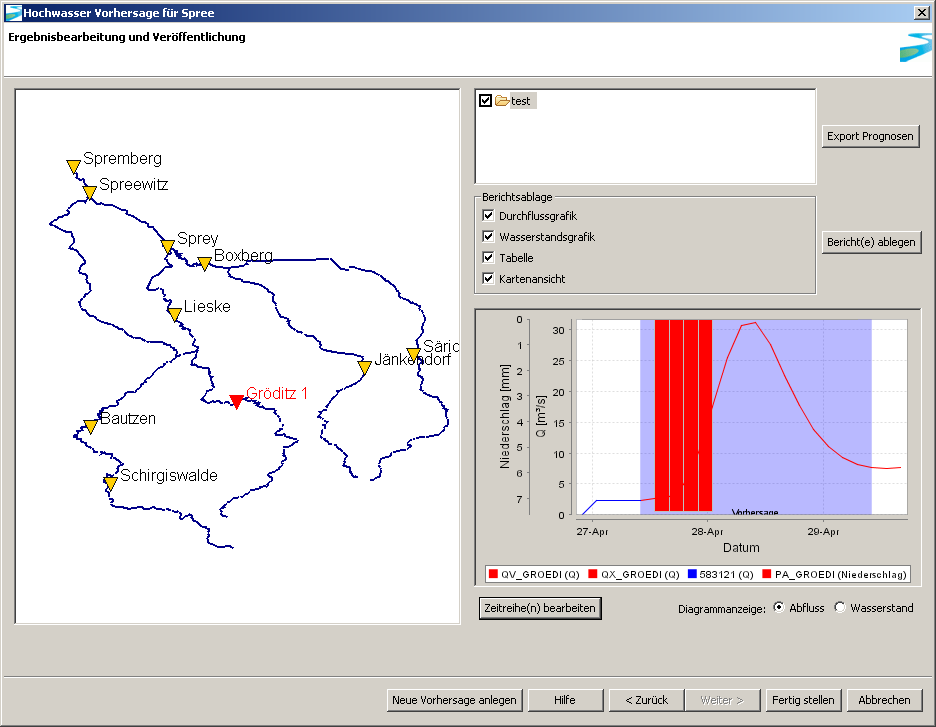 Hochwasser Vorhersage für Spree
Ergebnisbearbeitung und Veröffentlichung
Spremberg
Spreewitz
Sprey
Boxberg
Lieske
Säric
Jänkendorf
Gröditz 1
Bautzen
Schirgiswalde
test
Export Prognosen
Berichtsablage
Durchflussgrafik
Wasserstandsgrafik
Tabelle
Kartenansicht
Bericht(e) ablegen
Niederschlag [mm]
0
1
2
3
4
5
6
7
Q [m³/s]
30
25
20
15
10
5
0
Vorhersage
27-Apr 28-Apr 29-Apr
Datum
QV_GROEDI (Q) QX_GROEDI (Q) 583121 (Q) PA_GROEDI (Niederschlag)
Zeitreihe(n) bearbeiten
Diagrammanzeige: Abfluss Wasserstand
Neue Vorhersage anlegen Hilfe < Zurück Weiter > Fertig stellen Abbrechen